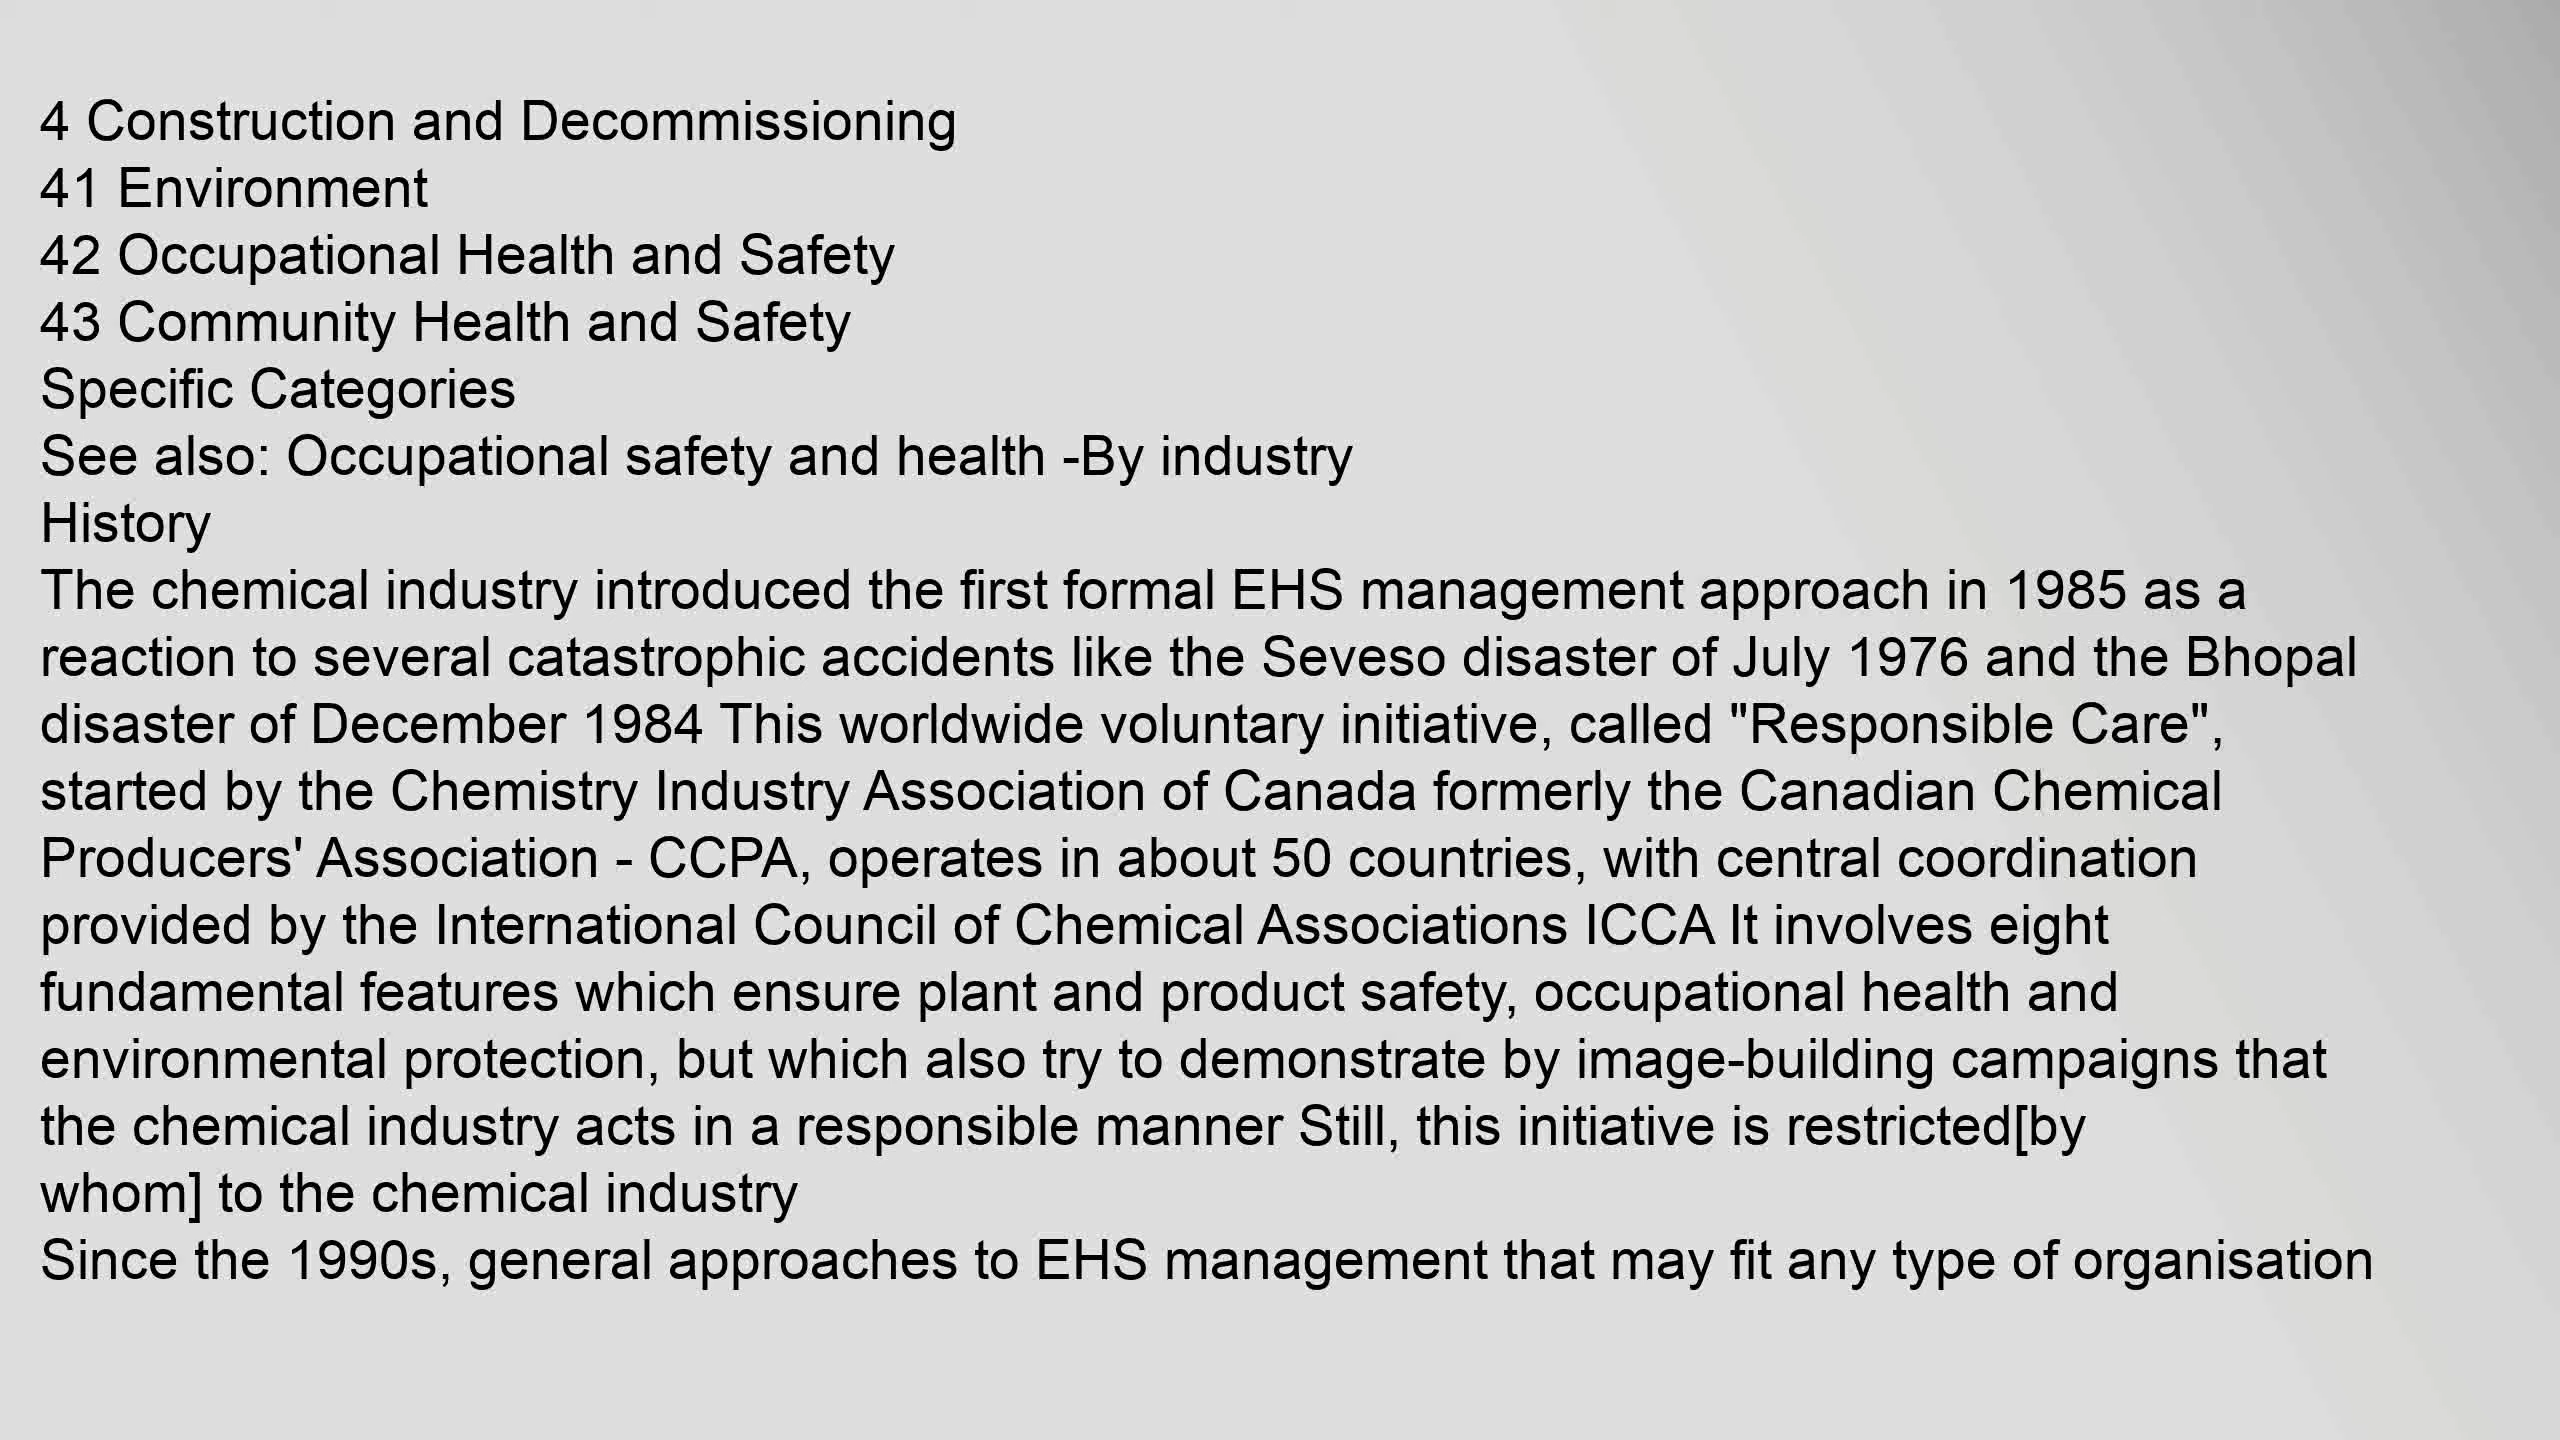 4 Construction and Decommissioning
41 Environment
42 Occupational Health and Safety
43 Community Health and Safety
Specific Categories
See also: Occupational safety and health -By industry
History
The chemical industry introduced the first formal EHS management approach in 1985 as a
reaction to several catastrophic accidents like the Seveso disaster of July 1976 and the Bhopal
disaster of December 1984 This worldwide voluntary initiative, called "Responsible Care",
started by the Chemistry Industry Association of Canada formerly the Canadian Chemical
Producers' Association - CCPA, operates in about 50 countries, with central coordination
provided by the International Council of Chemical Associations ICCA It involves eight
fundamental features which ensure plant and product safety, occupational health and
environmental protection, but which also try to demonstrate by image-building campaigns that
the chemical industry acts in a responsible manner Still, this initiative is restricted[by
whom] to the chemical industry
Since the 1990s, general approaches to EHS management that may fit any type of organisation